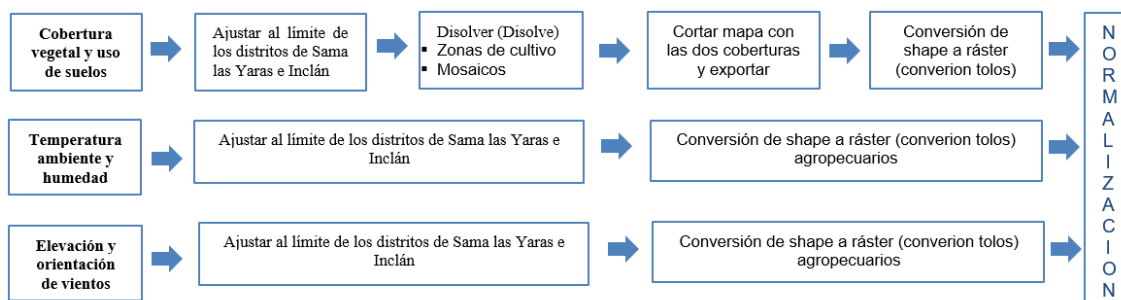 Cobertura
vegetal y uso
de suelos
Ajustar al límite de
los distritos de Sama
las Yaras e Inclán
Disolver (Disolve)
▪ Zonas de cultivo
▪ Mosaicos
Cortar mapa con
las dos coberturas
y exportar
Conversión de
shape a ráster
(converion tolos)
Temperatura
ambiente y
humedad
Ajustar al límite de los distritos de Sama las Yaras e
Inclán
Conversión de shape a ráster (converion tolos)
agropecuarios
Elevación y
orientación
de vientos
Ajustar al límite de los distritos de Sama las Yaras e
Inclán
Conversión de shape a ráster (converion tolos)
agropecuarios
N
O
R
M
A
L
I
Z
A
C
I
O
N